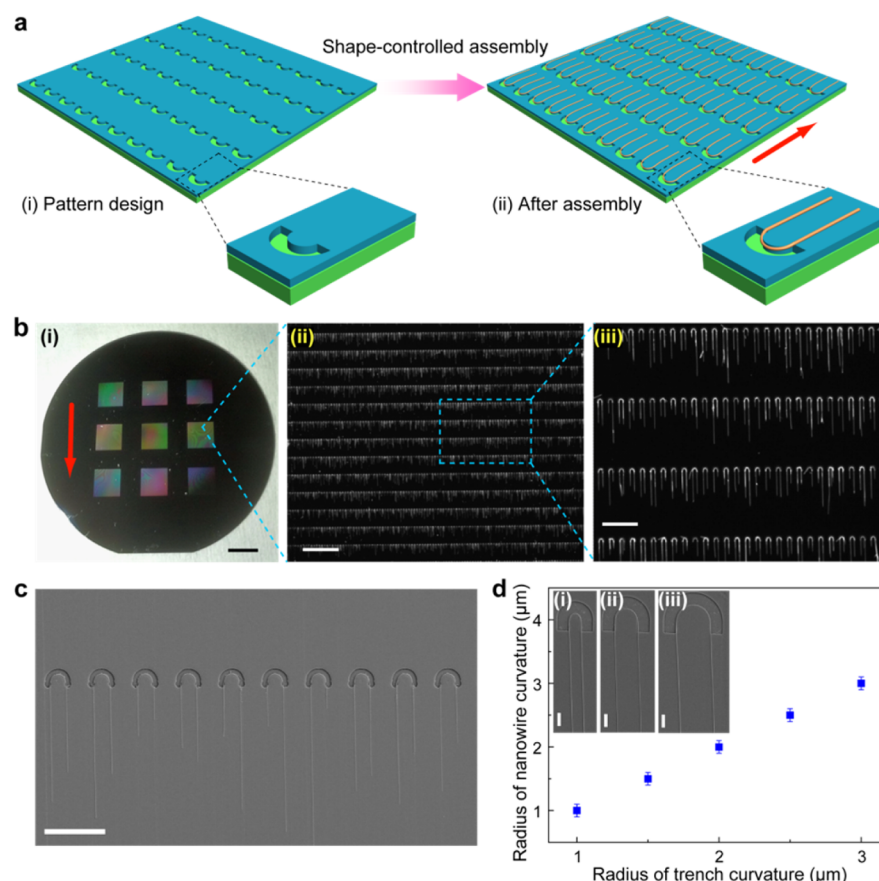 a
Shape-controlled assembly
(i) Pattern design
(ii) After assembly
b
(i)
(ii)
(iii)
c
d
(i)
(ii)
(iii)
Radius of nanowire curvature (μm)
4
3
2
1
1
2
3
Radius of trench curvature (μm)